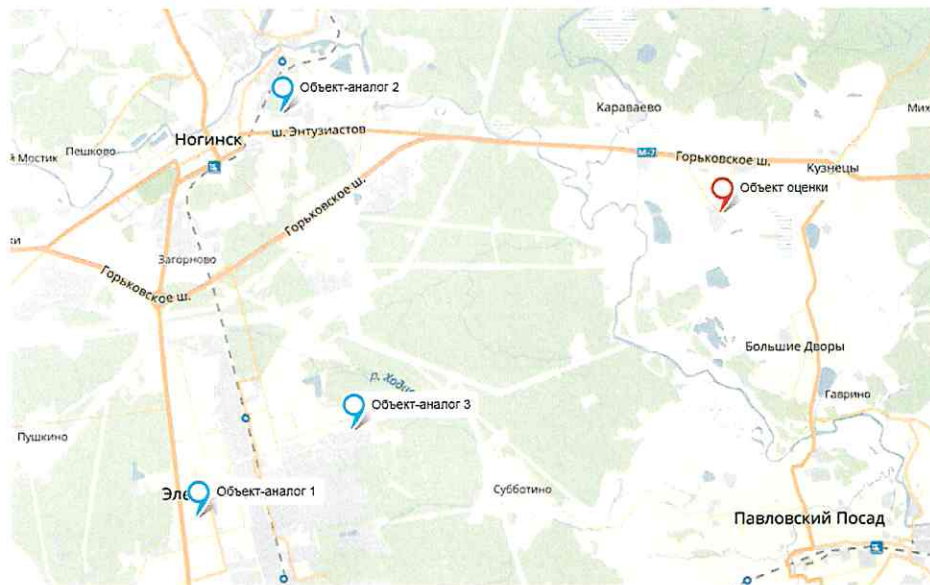 Объект-аналог 2
Караваево
Мих
Ногинск
ш. Энтузиастов
й Мостик
Пешково
М-7
Горьковское ш.
Кузнецы
Объект оценки
Горьковское ш.
ки
Загорново
Горьковское ш.
Большие Дворы
р. Ходца
Гаврино
Объект-аналог 3
Пушкино
Эле
Объект-аналог 1
Субботино
Павловский Посад